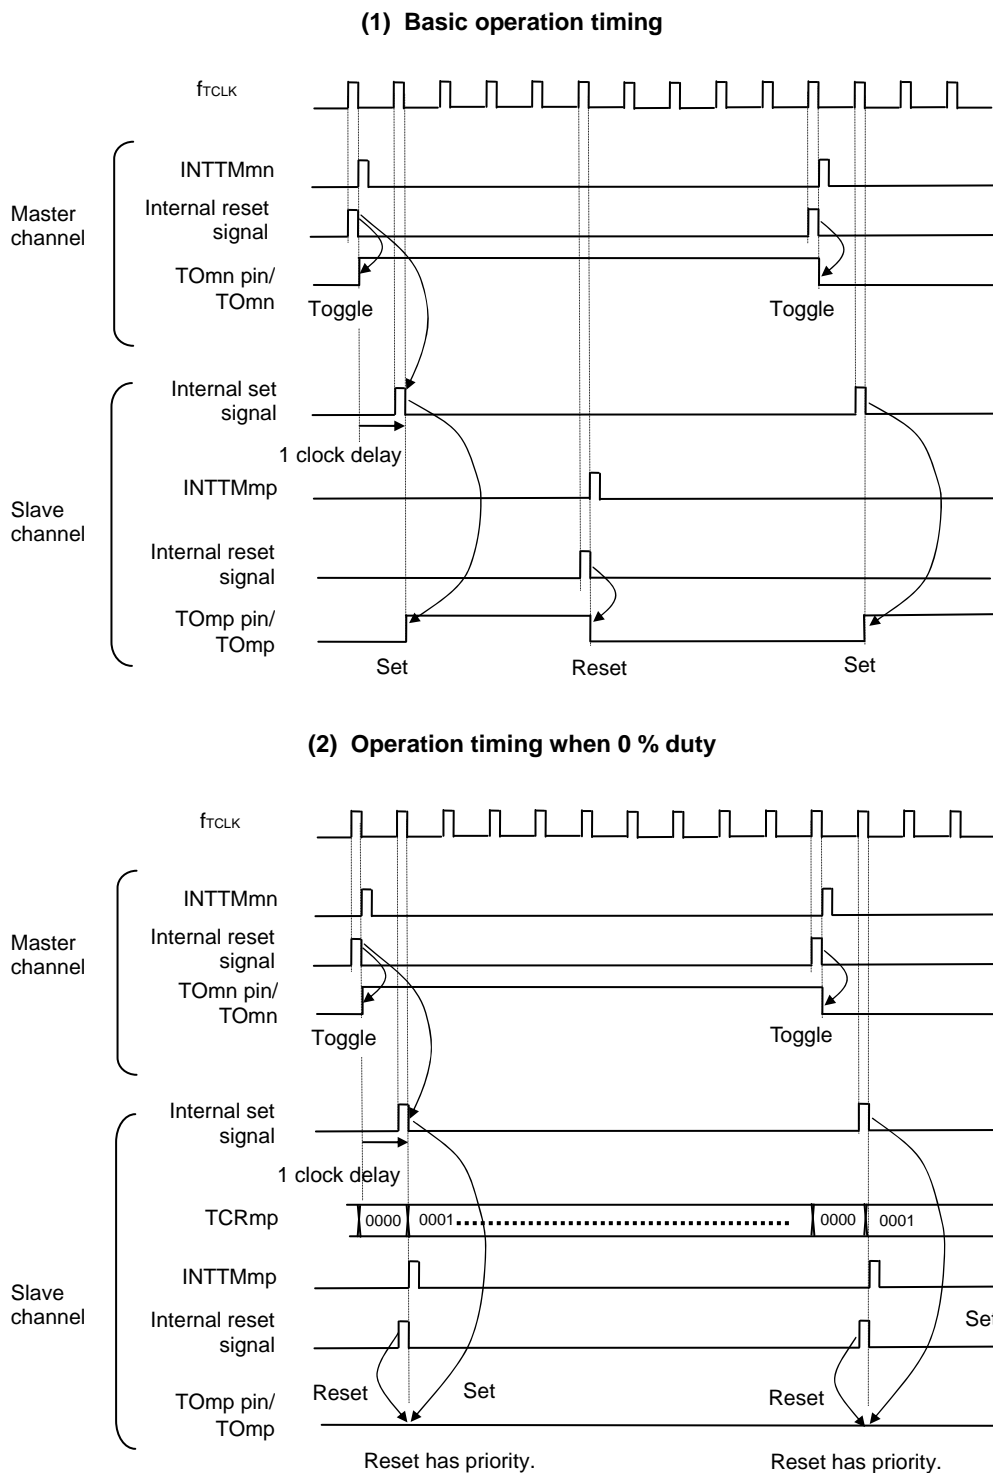 (1) Basic operation timing
fTCLK
INTTMmn
Internal reset
signal
Master
channel
TOmn pin/
TOmn
Toggle
Toggle
Internal set
signal
1 clock delay
INTTMmp
Slave
channel
Internal reset
signal
TOmp pin/
TOmp
Set
Reset
Set
(2) Operation timing when 0 % duty
fTCLK
INTTMmn
Master
channel
Internal reset
signal
TOmn pin/
TOmn
Toggle
Toggle
Internal set
signal
1 clock delay
TCRmp
0000
0001
0000
0001
INTTMmp
Slave
channel
Internal reset
signal
Set
Reset
Set
Reset
TOmp pin/
TOmp
Reset has priority.
Reset has priority.